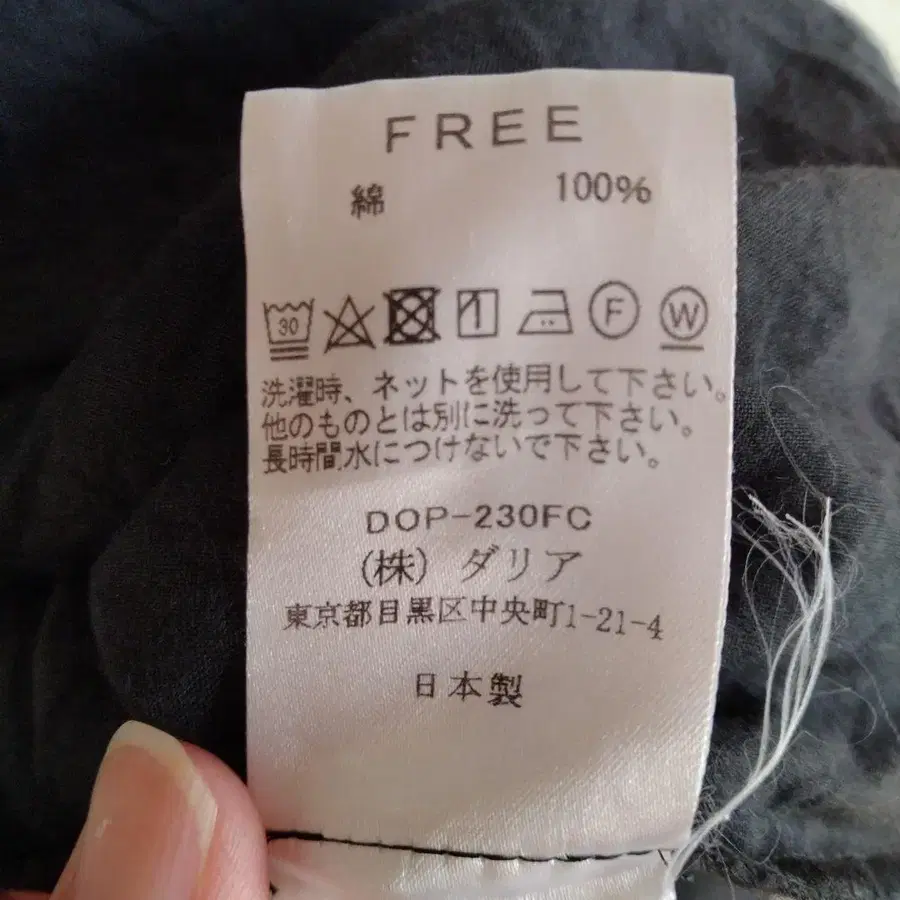 FREE
綿 100%
30 F W
洗濯時、ネットを使用して下さい。
他のものとは別に洗って下さい。
長時間水につけないで下さい。
DOP-230FC
(株) ダリア
東京都目黒区中央町1-21-4
日本製